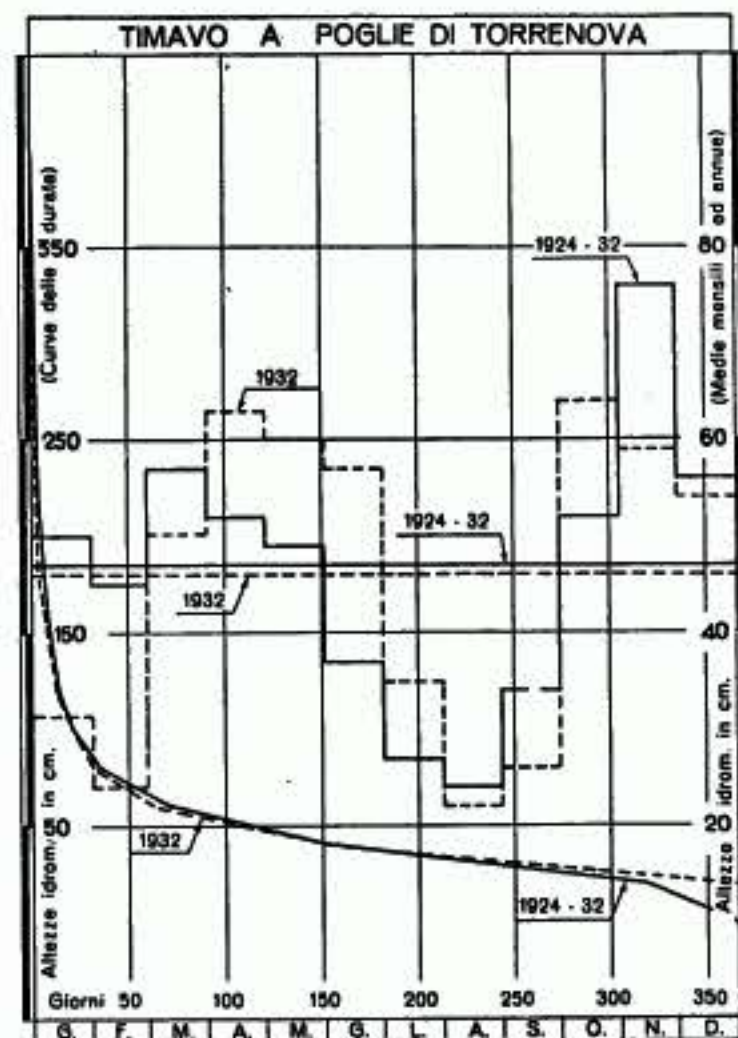 TIMAVO A POGLIE DI TORRENOVA
(Curve delle di durata)
(Medie mensili ed annue)
350
80
1924 - 32
1932
250
60
1924 - 32
1932
150
40
Altezze idrom. in cm.
Altezze idrom. in cm.
50
20
1932
1924 - 32
Giorni 50 100 150 200 250 300 350
G. F. M. A. M. G. L. A. S. O. N. D.